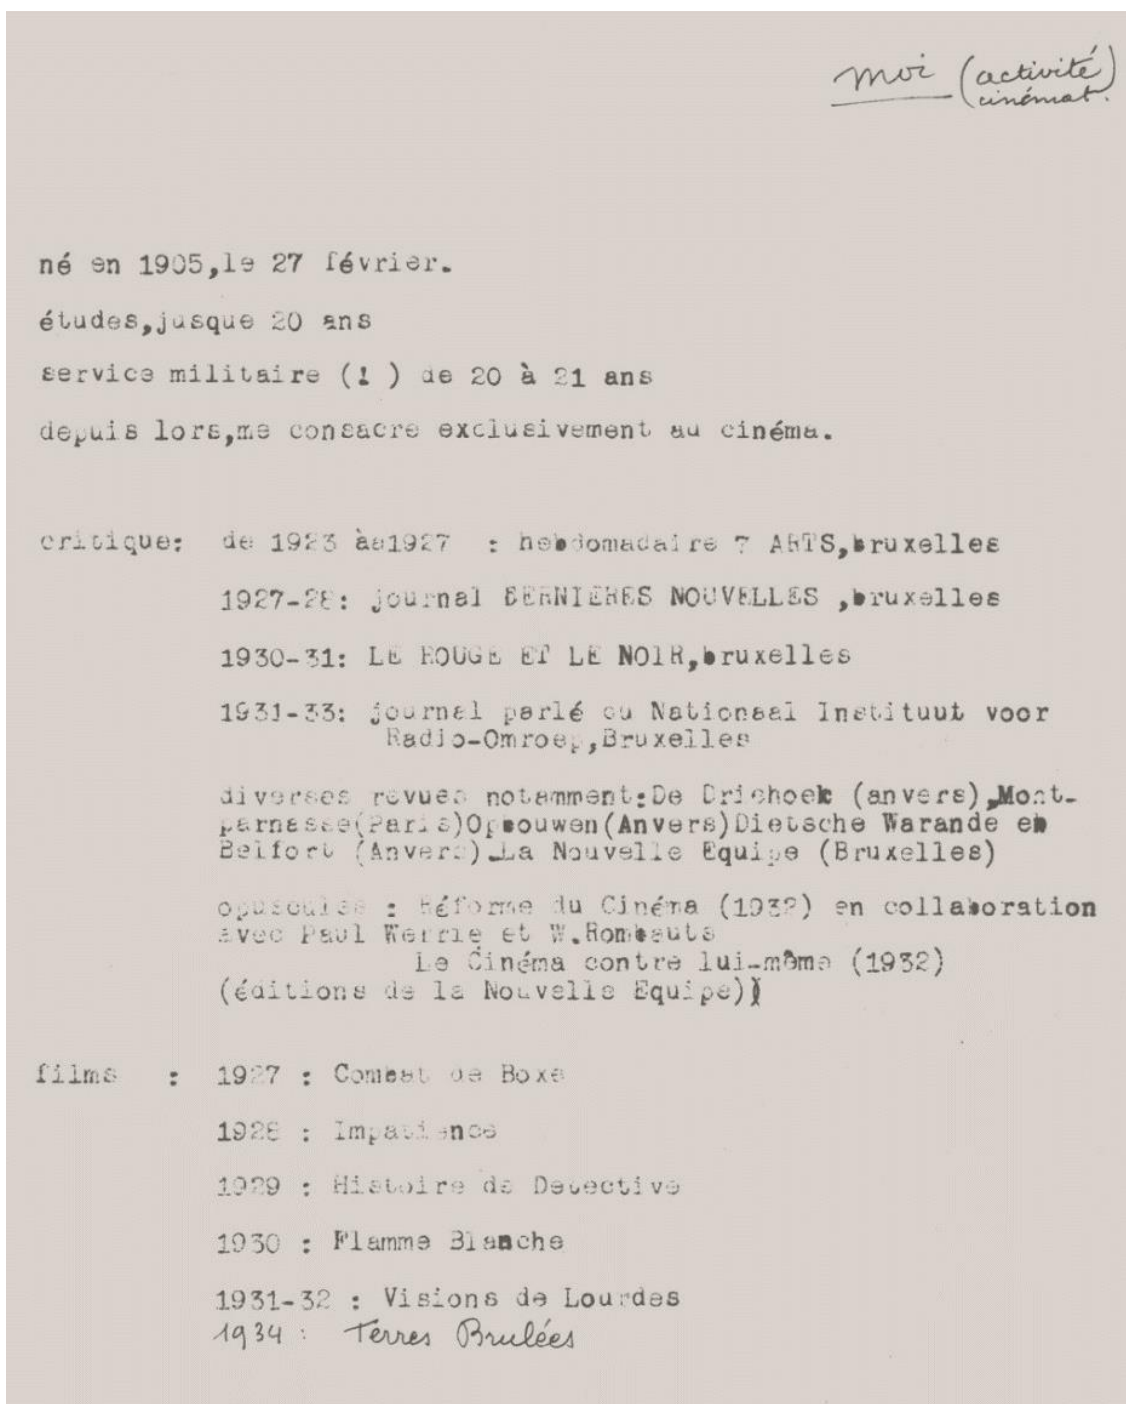 moi (activité
cinémat.)
né en 1905,le 27 février.
études,jusque 20 ans
service militaire (! ) de 20 à 21 ans
depuis lors,me consacre exclusivement au cinéma.
critique: de 1923 àa1927 : hebdomadaire 7 ARTS,bruxelles
1927-28: journal DERNIERES NOUVELLES ,bruxelles
1930-31: LE ROUGE ET LE NOIR,bruxelles
1931-33: journal parlé ou Nationaal Instituut voor
Radio-Omroep,Bruxelles
diverses revues notamment:De Drichoek (anvers),Mont-
parnasse(Paris)Opbouwen(Anvers)Dietsche Warande en
Belfort (Anvers).La Nouvelle Equipe (Bruxelles)
opuscules : Réforme du Cinéma (1932) en collaboration
avec Paul Werrie et W.Rombauts
Le Cinéma contre lui-même (1932)
(éditions de la Nouvelle Equipe))
films : 1927 : Combat de Boxe
1928 : Impatience
1929 : Histoire de Detective
1930 : Flamme Blanche
1931-32 : Visions de Lourdes
1934 : Terres Brulées